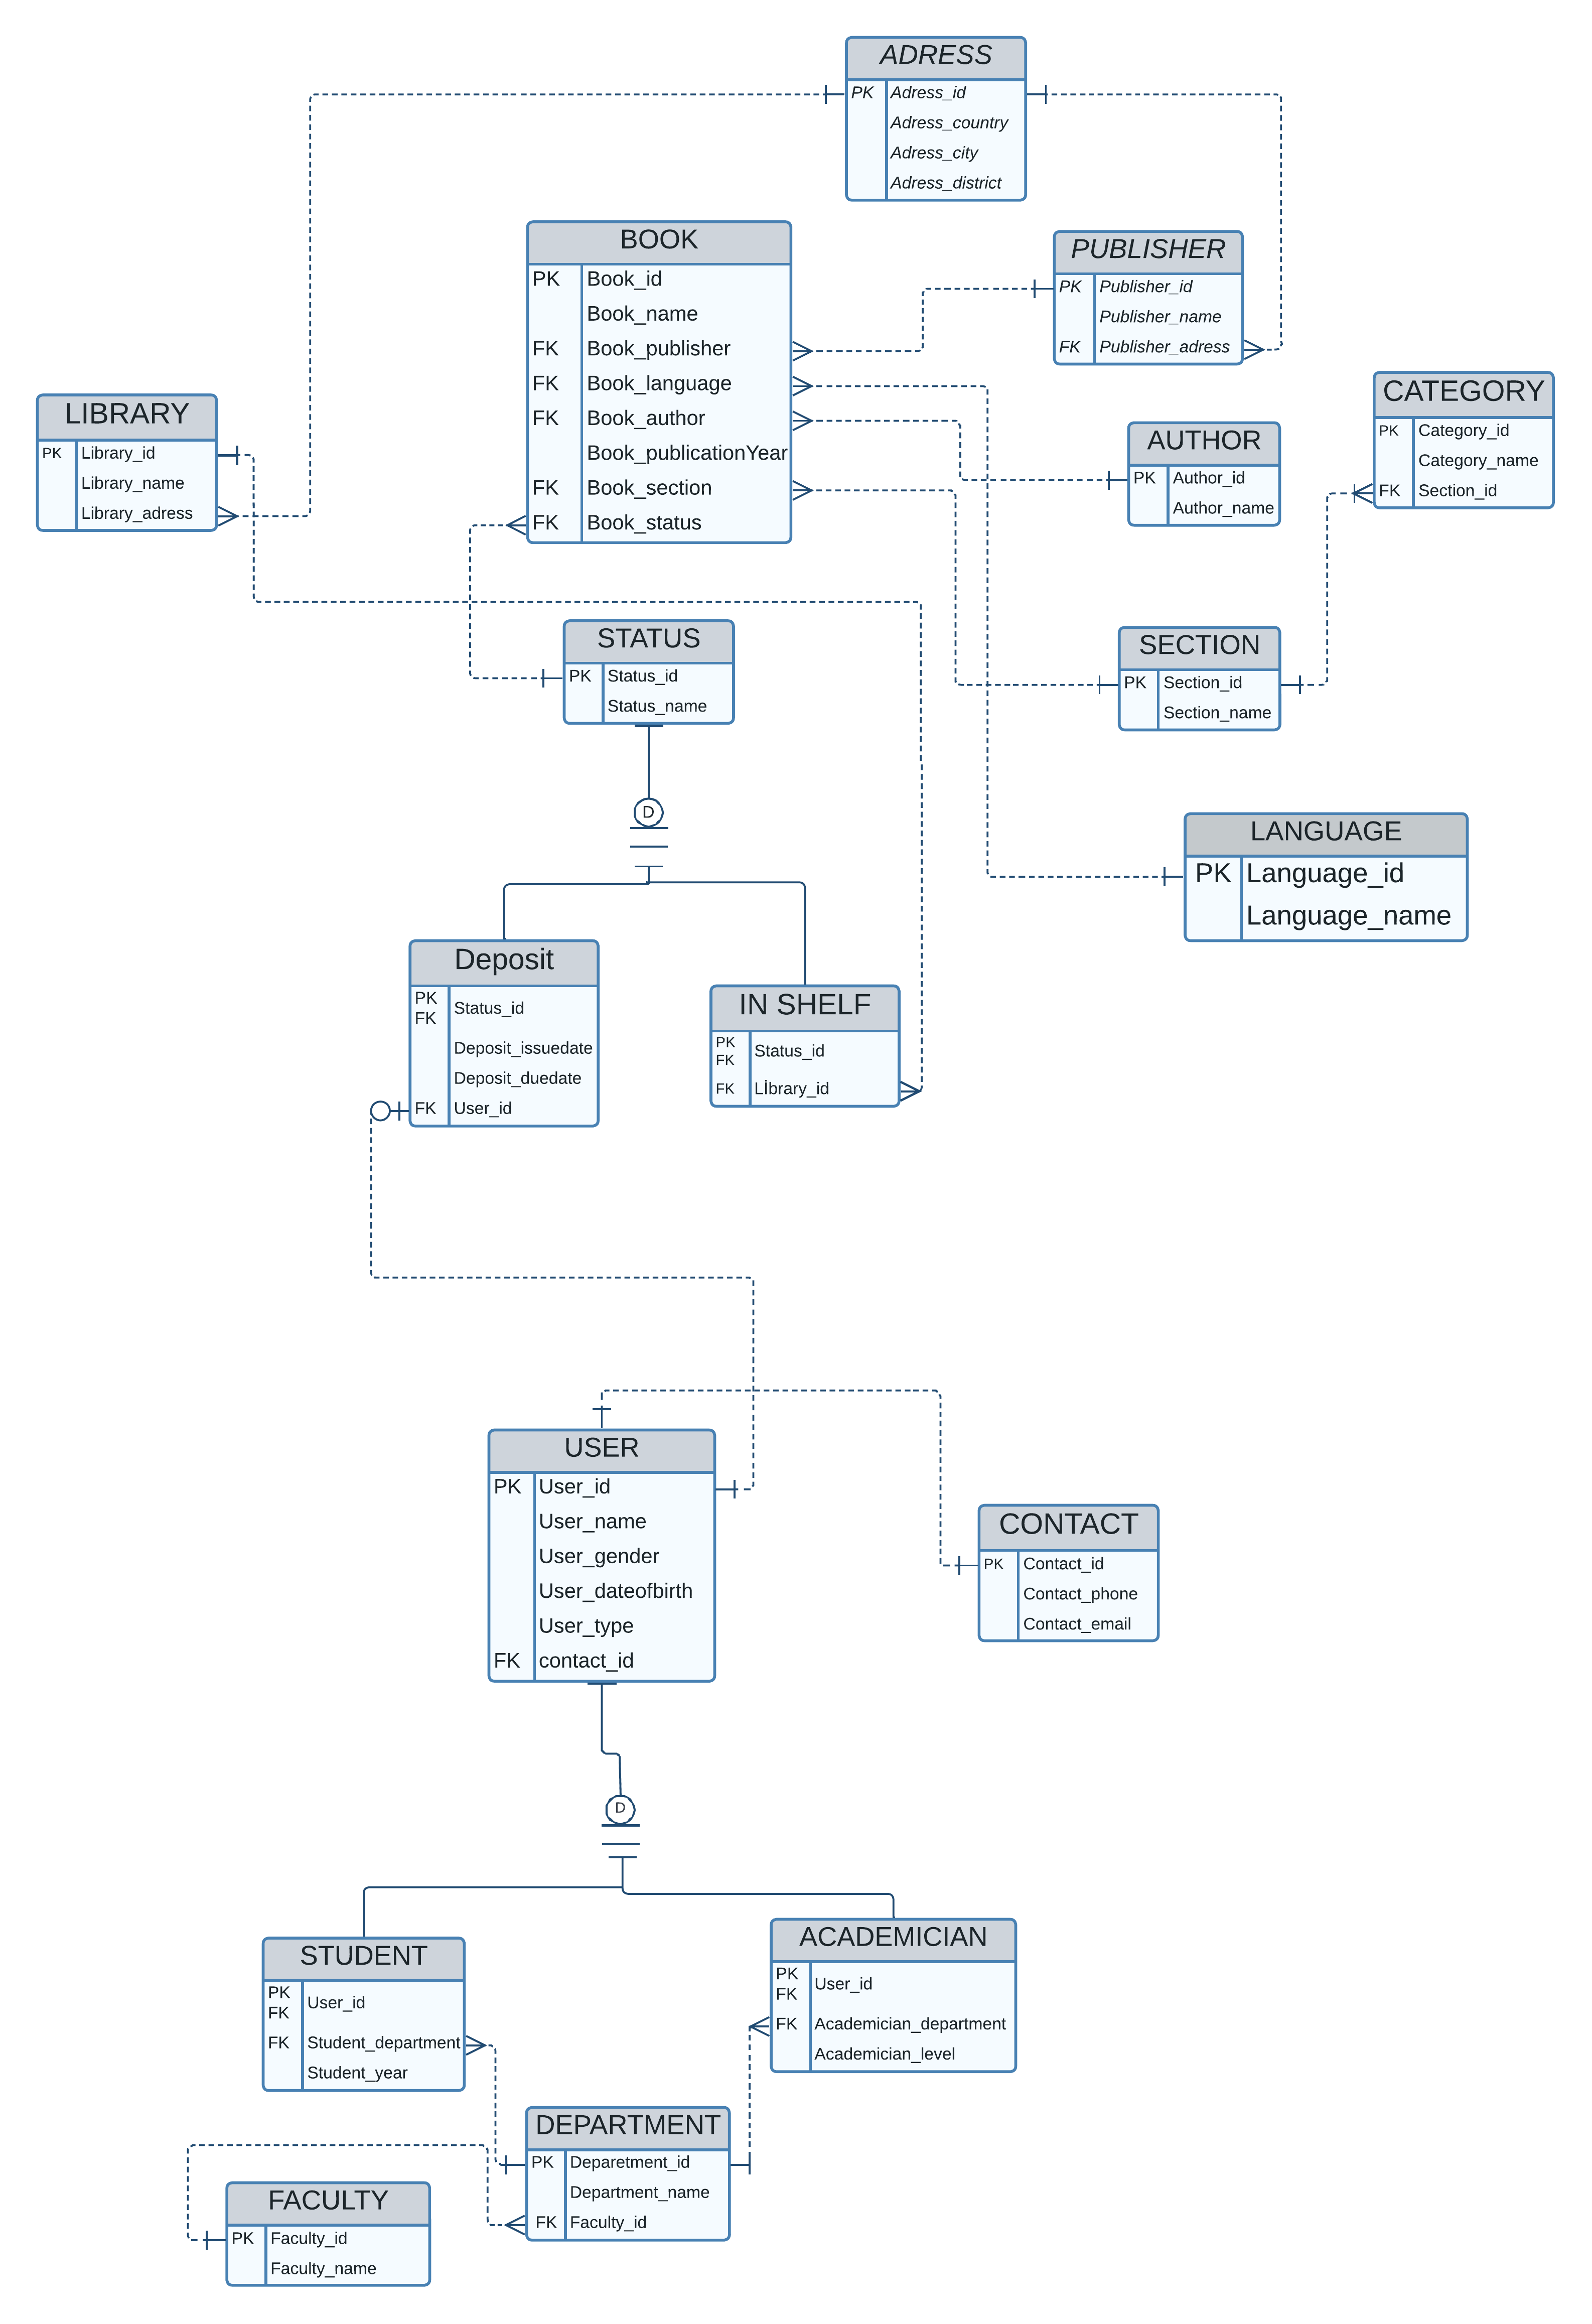 ADRESS
PK Adress_id
Adress_country
Adress_city
Adress_district
BOOK
PK Book_id
Book_name
FK Book_publisher
FK Book_language
FK Book_author
Book_publicationYear
FK Book_section
FK Book_status
PUBLISHER
PK Publisher_id
Publisher_name
FK Publisher_adress
LIBRARY
PK Library_id
Library_name
Library_adress
AUTHOR
PK Author_id
Author_name
CATEGORY
PK Category_id
Category_name
FK Section_id
STATUS
PK Status_id
Status_name
SECTION
PK Section_id
Section_name
D
LANGUAGE
PK Language_id
Language_name
Deposit
PK
FK Status_id
Deposit_issuedate
Deposit_duedate
FK User_id
IN SHELF
PK
FK Status_id
FK Lİbrary_id
USER
PK User_id
User_name
User_gender
User_dateofbirth
User_type
FK contact_id
CONTACT
PK Contact_id
Contact_phone
Contact_email
D
STUDENT
PK
FK User_id
FK Student_department
Student_year
ACADEMICIAN
PK
FK User_id
FK Academician_department
Academician_level
DEPARTMENT
PK Deparetment_id
Department_name
FK Faculty_id
FACULTY
PK Faculty_id
Faculty_name